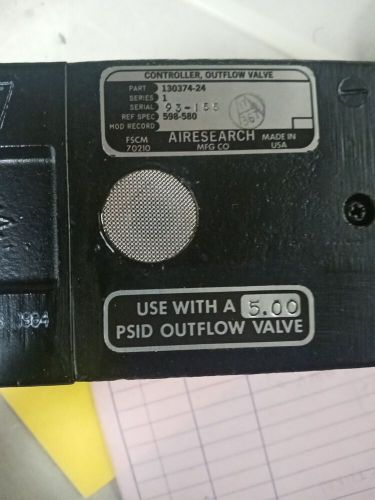 CONTROLLER, OUTFLOW VALVE
PART 130374-24
SERIES 1
SERIAL 93-155
REF SPEC 598-580
MOD RECORD
FSCM 70210
AIRESEARCH MFG CO
MADE IN USA
USE WITH A 5.00
PSID OUTFLOW VALVE